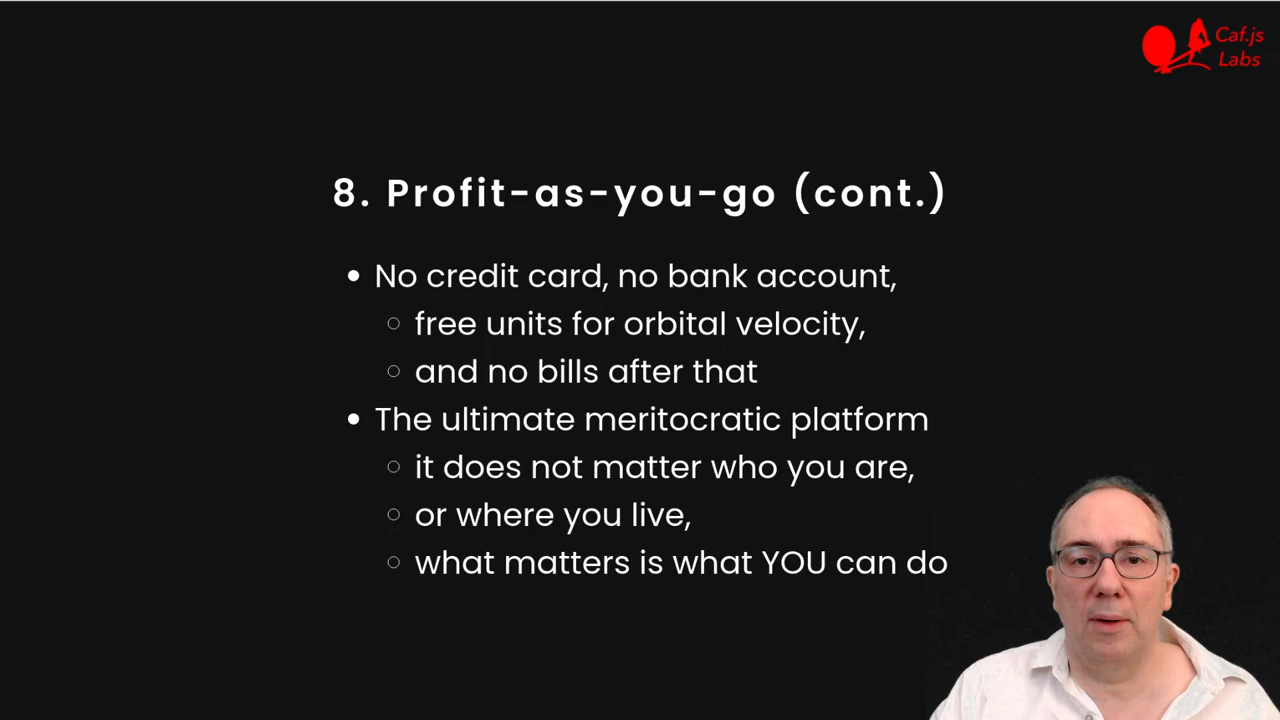 Caf.js
Labs
8. Profit-as-you-go (cont.)
• No credit card, no bank account,
○ free units for orbital velocity,
○ and no bills after that
• The ultimate meritocratic platform
○ it does not matter who you are,
○ or where you live,
○ what matters is what YOU can do